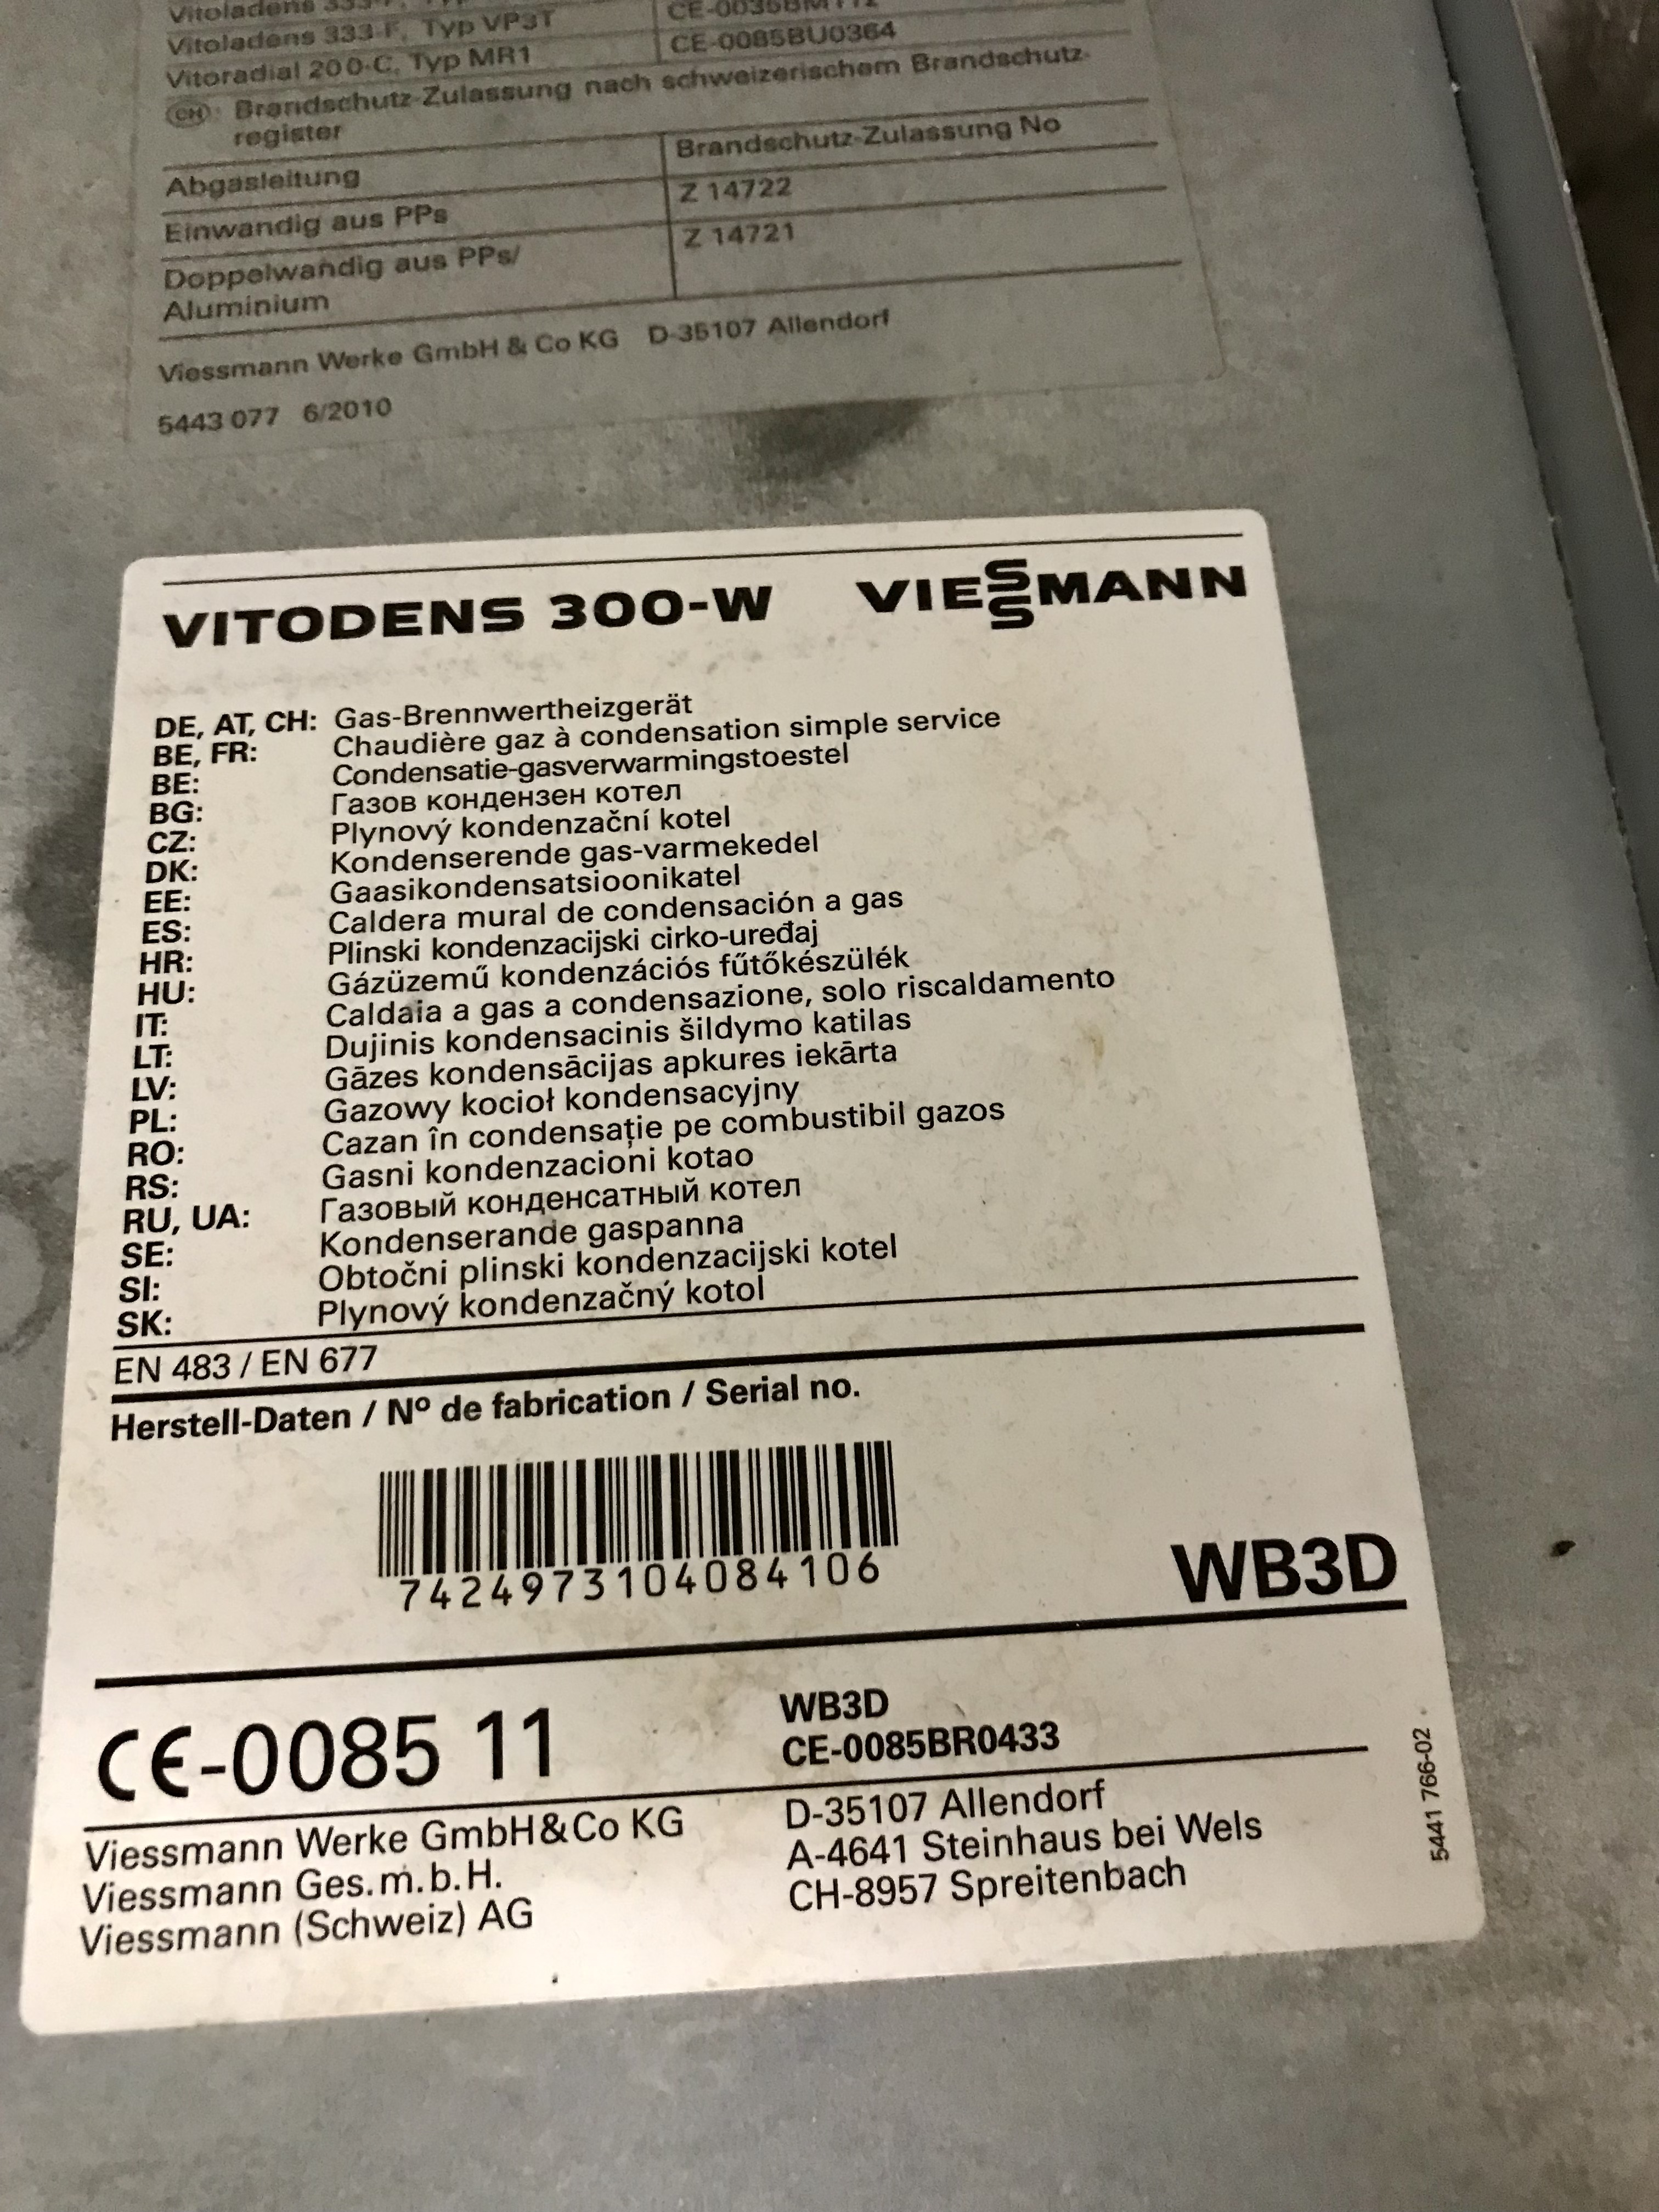 Vitoladens 333-F, Typ
Vitoladens 333-F, Typ VP3T
CE-0085BU0364
Vitoradial 200-C, Typ MR1
CH: Brandschutz-Zulassung nach schweizerischem Brandschutz-
register
Abgasleitung Brandschutz-Zulassung No
Einwandig aus PPs Z 14722
Doppelwandig aus PPs/ Z 14721
Aluminium
Viessmann Werke GmbH & Co KG D-35107 Allendorf
5443 077 6/2010
VITODENS 300-W VIESSMANN
DE, AT, CH: Gas-Brennwertheizgerät
BE, FR: Chaudière gaz à condensation simple service
BE: Condensatie-gasverwarmingstoestel
BG: Газов кондензен котел
CZ: Plynový kondenzační kotel
DK: Kondenserende gas-varmekedel
EE: Gaasikondensatsioonikatel
ES: Caldera mural de condensación a gas
HR: Plinski kondenzacijski cirko-uređaj
HU: Gázüzemű kondenzációs fűtőkészülék
IT: Caldaia a gas a condensazione, solo riscaldamento
LT: Dujinis kondensacinis šildymo katilas
LV: Gāzes kondensācijas apkures iekārta
PL: Gazowy kocioł kondensacyjny
RO: Cazan în condensație pe combustibil gazos
RS: Gasni kondenzacioni kotao
RU, UA: Газовый конденсатный котел
SE: Kondenserande gaspanna
SI: Obtočni plinski kondenzacijski kotel
SK: Plynový kondenzačný kotol
EN 483 / EN 677
Herstell-Daten / Nº de fabrication / Serial no.
7424973104084106
WB3D
CE-0085 11
WB3D
CE-0085BR0433
Viessmann Werke GmbH&Co KG D-35107 Allendorf
Viessmann Ges.m.b.H. A-4641 Steinhaus bei Wels
Viessmann (Schweiz) AG CH-8957 Spreitenbach
5441 766-02